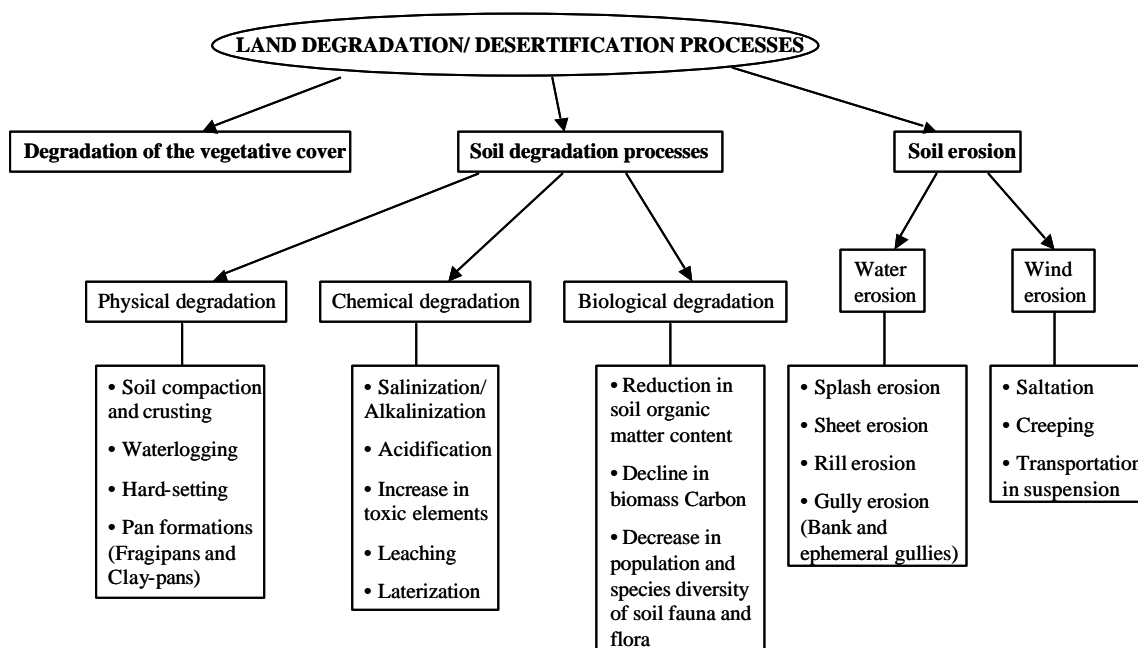 LAND DEGRADATION/ DESERTIFICATION PROCESSES
Degradation of the vegetative cover
Soil degradation processes
Soil erosion
Physical degradation
Chemical degradation
Biological degradation
Water
erosion
Wind
erosion
• Soil compaction
and crusting
• Waterlogging
• Hard-setting
• Pan formations
(Fragipans and
Clay-pans)
• Salinization/
Alkalinization
• Acidification
• Increase in
toxic elements
• Leaching
• Laterization
• Reduction in
soil organic
matter content
• Decline in
biomass Carbon
• Decrease in
population and
species diversity
of soil fauna and
flora
• Splash erosion
• Sheet erosion
• Rill erosion
• Gully erosion
(Bank and
ephemeral gullies)
• Saltation
• Creeping
• Transportation
in suspension